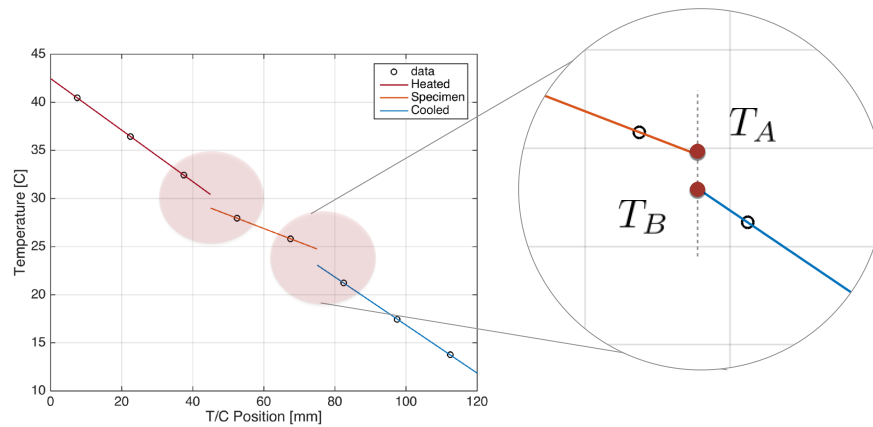 45
40
35
30
25
20
15
10
Temperature [C]
0
20
40
60
80
100
120
T/C Position [mm]
data
Heated
Specimen
Cooled
T_A
T_B